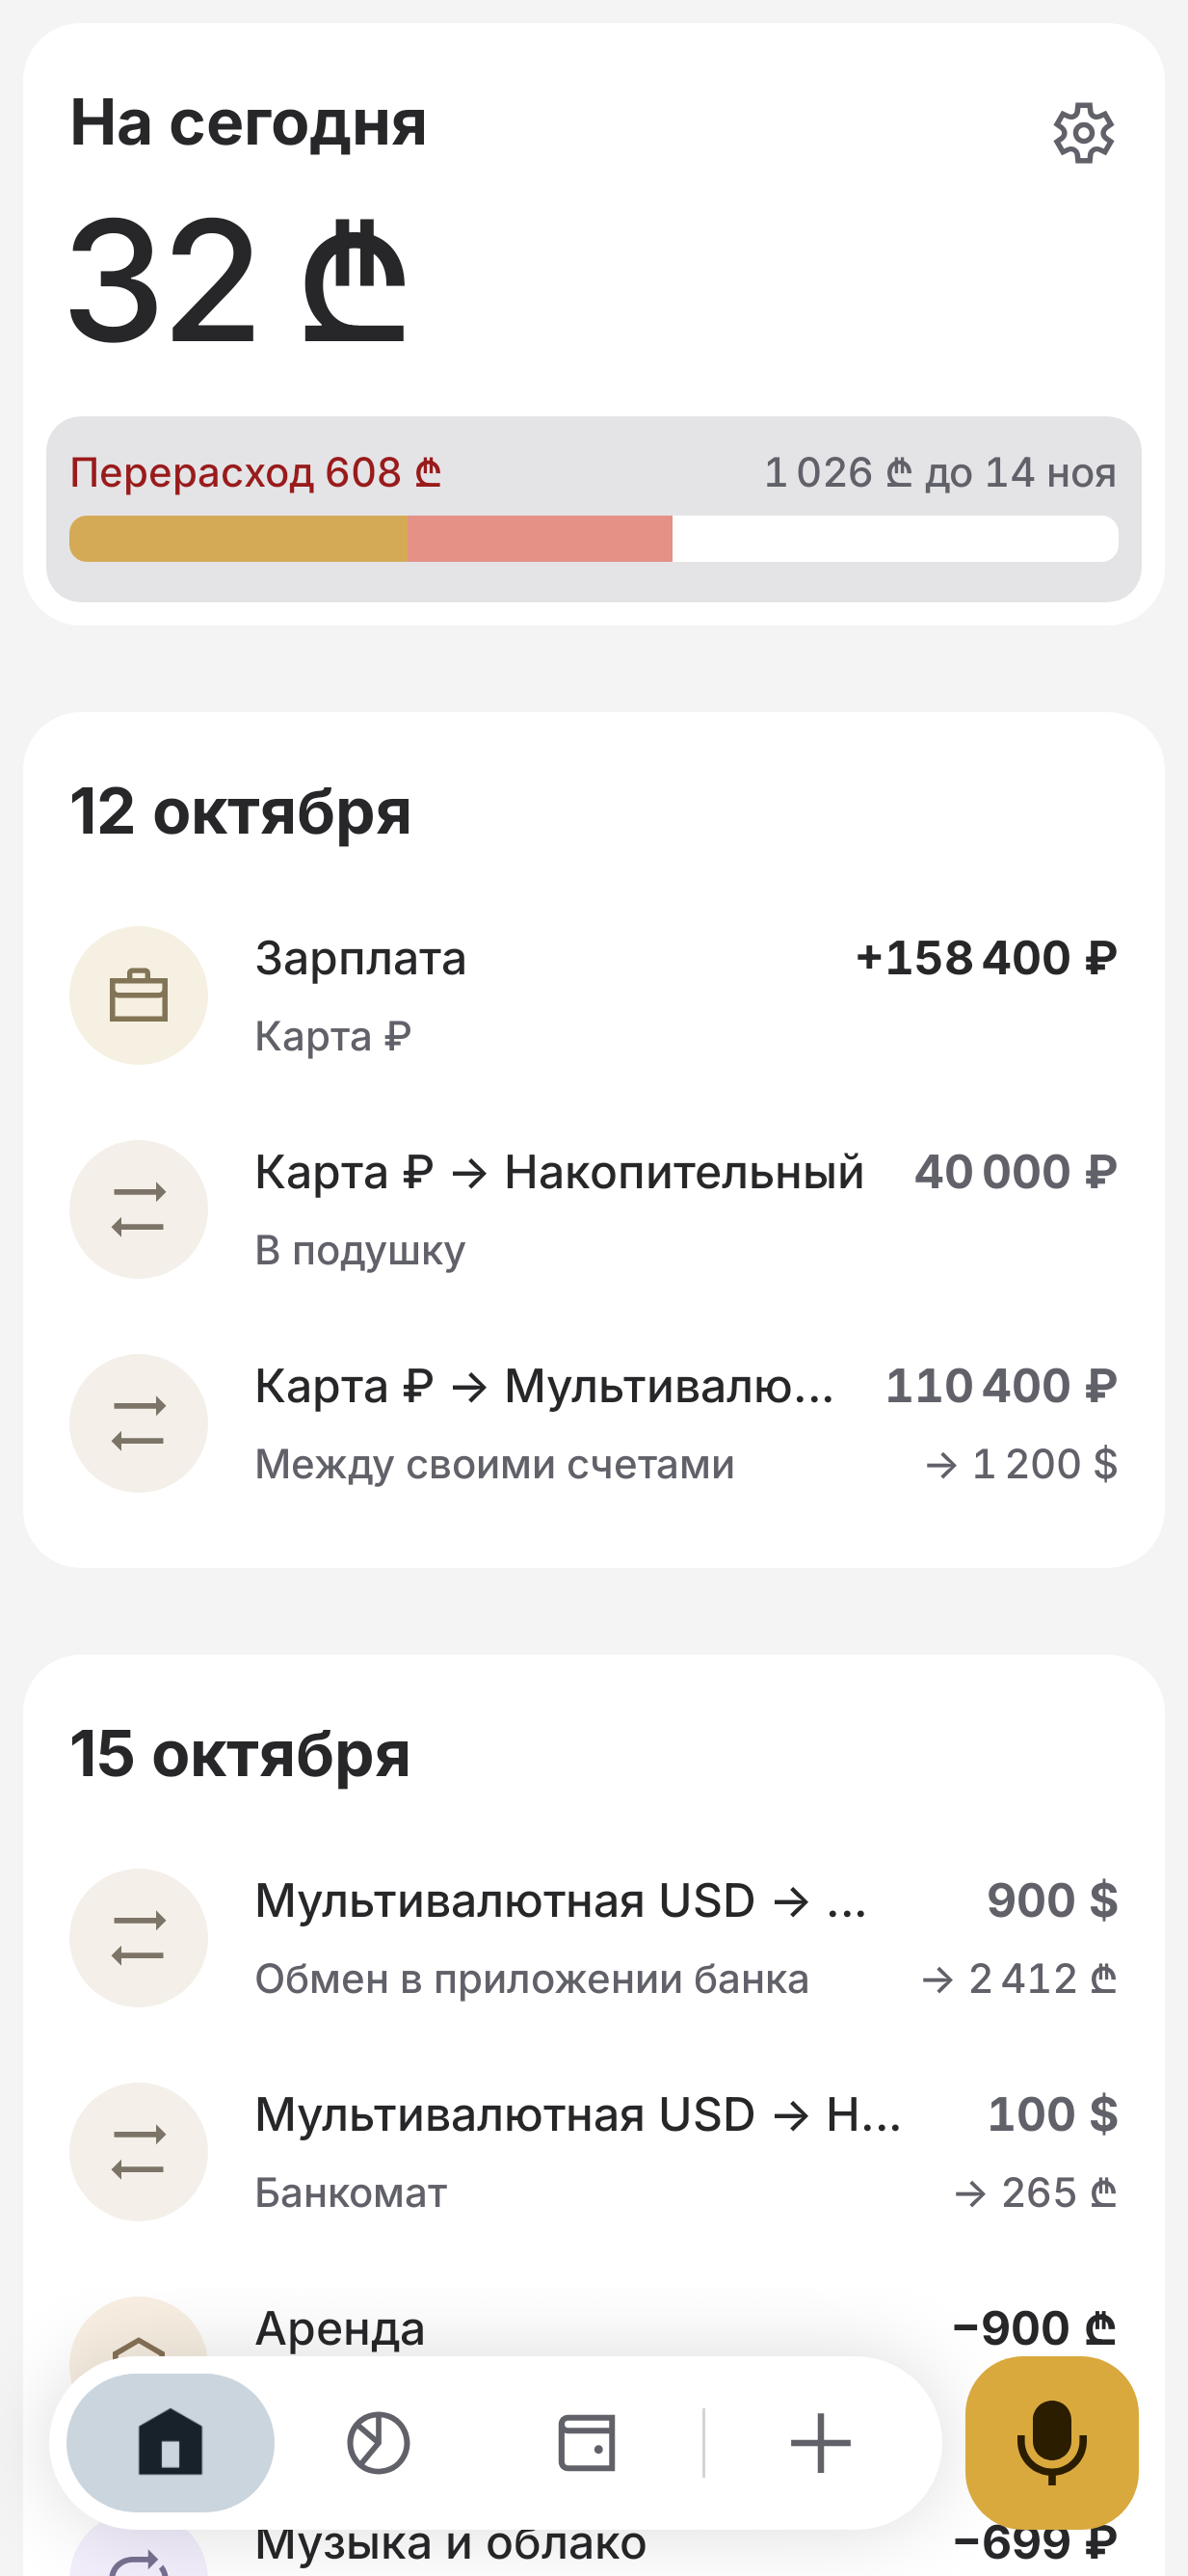 На сегодня
32 ₾
Перерасход 608 ₾
1 026 ₾ до 14 ноя
12 октября
Зарплата
+158 400 ₽
Карта ₽
Карта ₽ → Накопительный
40 000 ₽
В подушку
Карта ₽ → Мультивалю...
110 400 ₽
Между своими счетами
→ 1 200 $
15 октября
Мультивалютная USD → ...
900 $
Обмен в приложении банка
→ 2 412 ₾
Мультивалютная USD → Н...
100 $
Банкомат
→ 265 ₾
Аренда
−900 ₾
Музыка и облако
−699 ₽